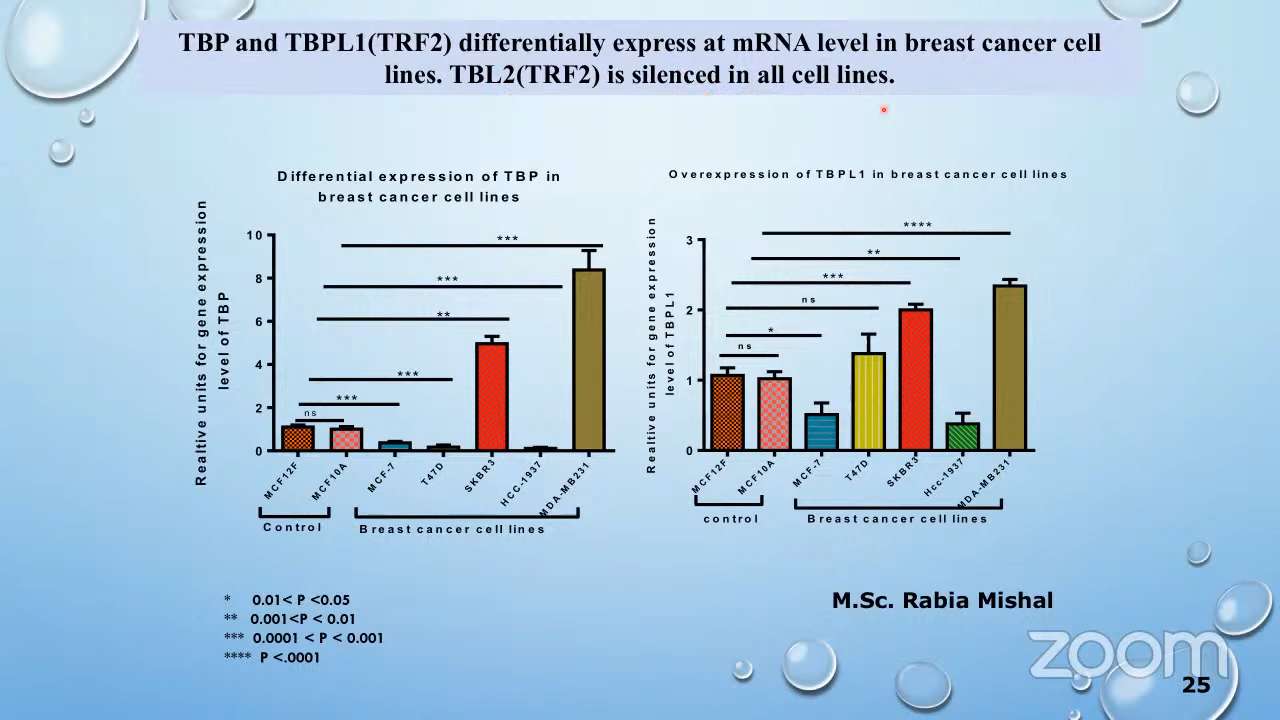 TBP and TBPL1(TRF2) differentially express at mRNA level in breast cancer cell
lines. TBL2(TRF2) is silenced in all cell lines.
Differential expression of TBP in
breast cancer cell lines
Realtive units for gene expression
level of TBP
10
8
6
4
2
0
***
***
**
***
***
ns
MCF12F
MCF10A
MCF-7
T47D
SKBR3
HCC-1937
MDA-MB231
Control
Breast cancer cell lines
Overexpression of TBPL1 in breast cancer cell lines
Realtive units for gene expression
level of TBPL1
3
2
1
0
****
**
***
ns
*
ns
MCF12F
MCF10A
MCF-7
T47D
SKBR3
Hcc-1937
MDA-MB231
control
Breast cancer cell lines
* 0.01< P <0.05
** 0.001<P < 0.01
*** 0.0001 < P < 0.001
**** P <.0001
M.Sc. Rabia Mishal
zoom
25